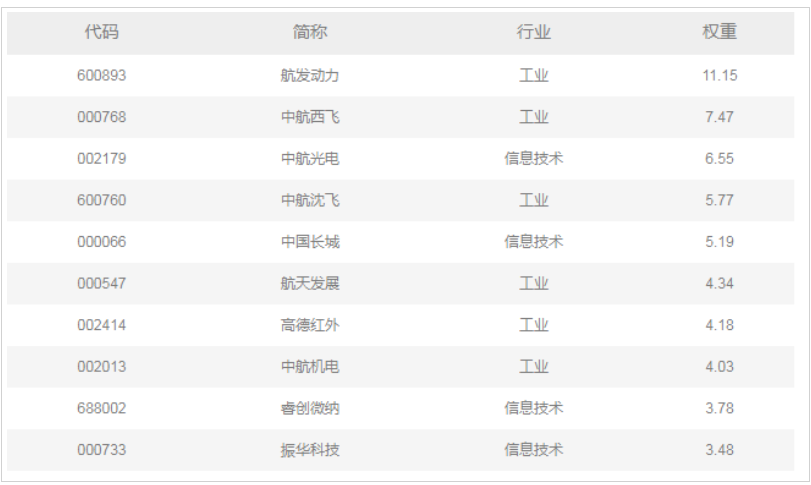 代码 简称 行业 权重
600893 航发动力 工业 11.15
000768 中航西飞 工业 7.47
002179 中航光电 信息技术 6.55
600760 中航沈飞 工业 5.77
000066 中国长城 信息技术 5.19
000547 航天发展 工业 4.34
002414 高德红外 工业 4.18
002013 中航机电 工业 4.03
688002 睿创微纳 信息技术 3.78
000733 振华科技 信息技术 3.48